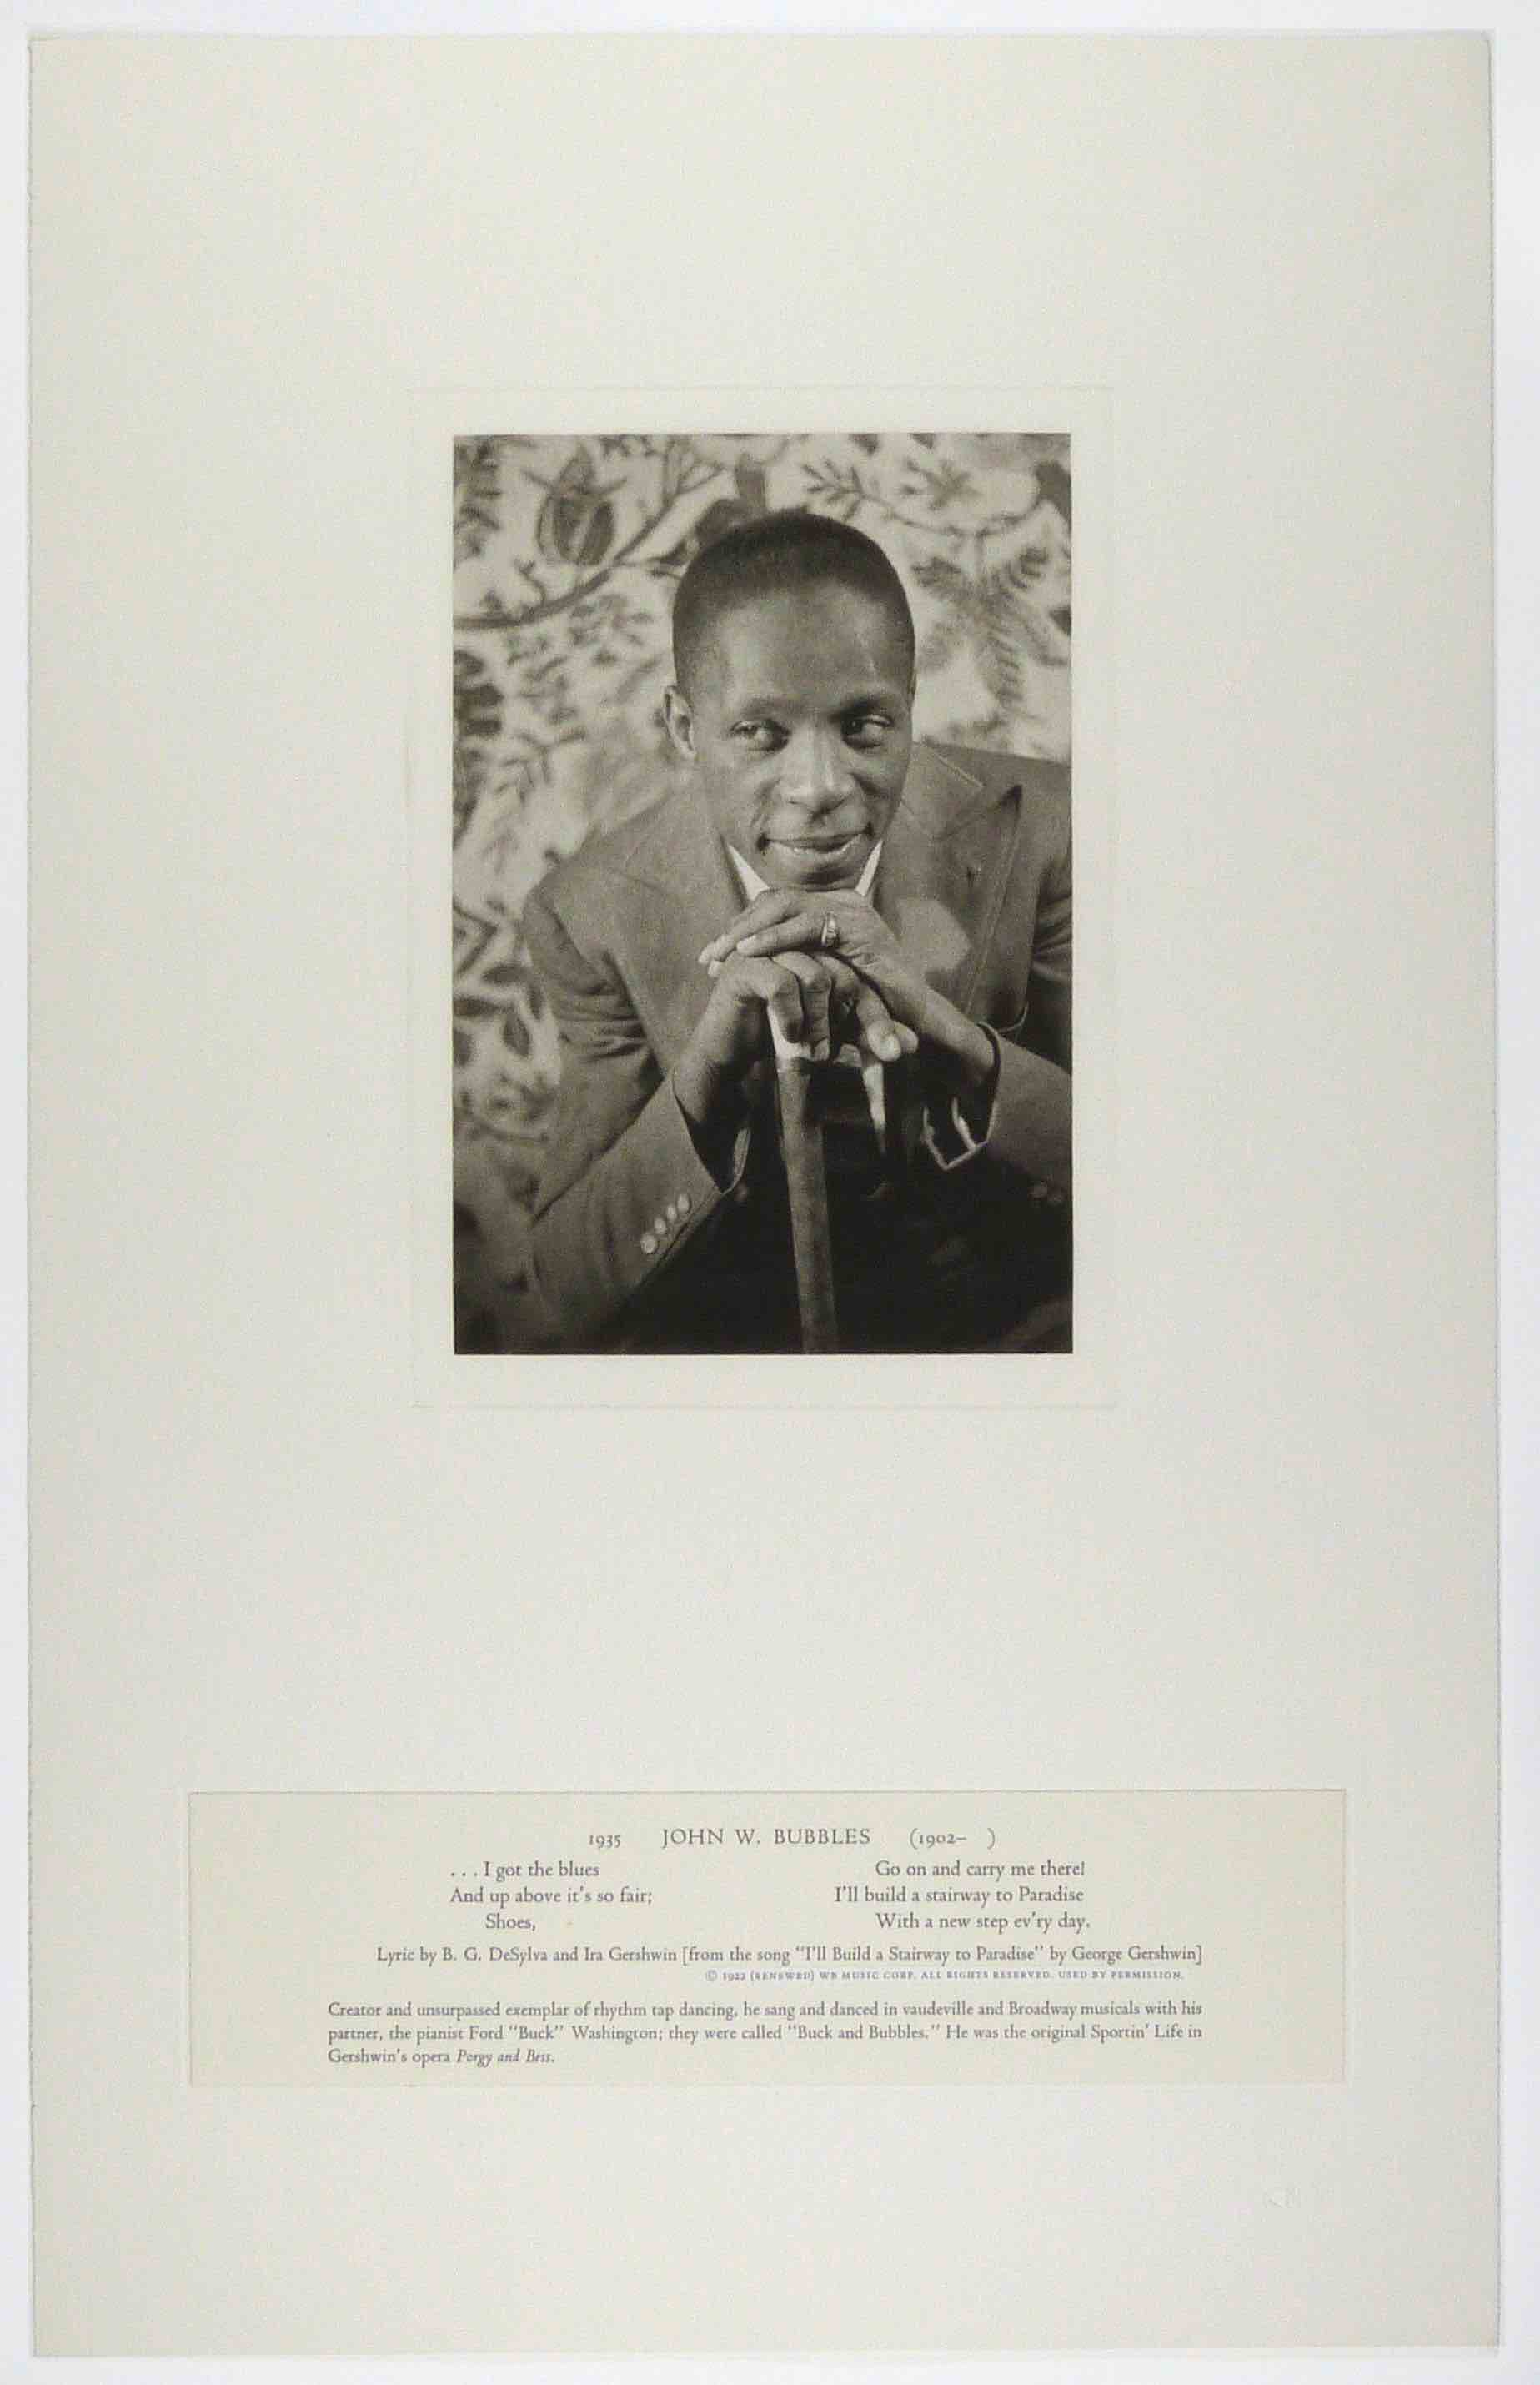 1935 JOHN W. BUBBLES (1902– )
. . . I got the blues
And up above it's so fair;
Shoes,
Go on and carry me there!
I'll build a stairway to Paradise
With a new step ev'ry day.
Lyric by B. G. DeSylva and Ira Gershwin [from the song "I'll Build a Stairway to Paradise" by George Gershwin]
© 1922 (RENEWED) WB MUSIC CORP. ALL RIGHTS RESERVED. USED BY PERMISSION.
Creator and unsurpassed exemplar of rhythm tap dancing, he sang and danced in vaudeville and Broadway musicals with his
partner, the pianist Ford "Buck" Washington; they were called "Buck and Bubbles." He was the original Sportin' Life in
Gershwin's opera Porgy and Bess.